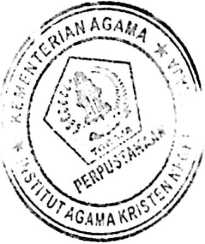 KEMENTERIAN AGAMA
PERPUSTAKAAN
INSTITUT AGAMA KRISTEN